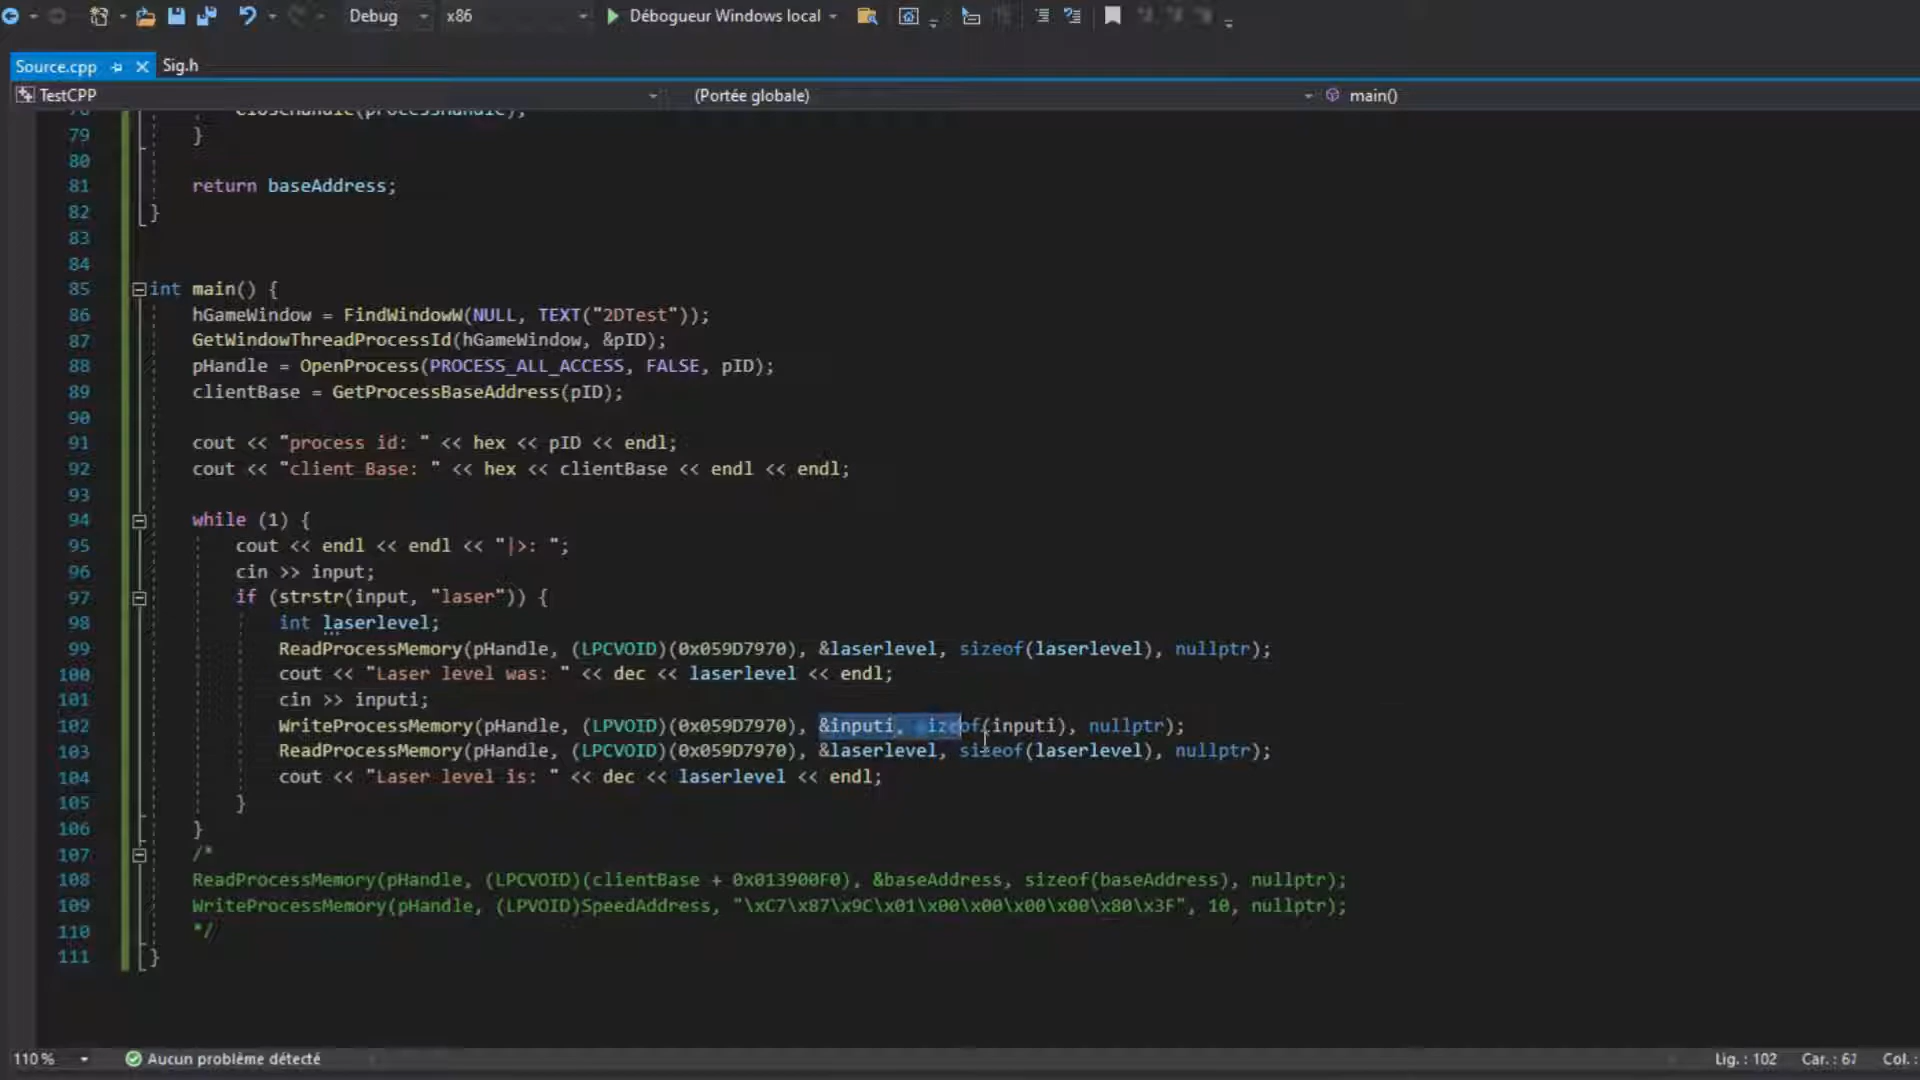 Debug x86 Débogueur Windows local
Source.cpp Sig.h
TestCPP (Portée globale) main()
78 CloseHandle(processHandle);
79 }
80
81 return baseAddress;
82 }
83
84
85 int main() {
86 hGameWindow = FindWindowW(NULL, TEXT("2DTest"));
87 GetWindowThreadProcessId(hGameWindow, &pID);
88 pHandle = OpenProcess(PROCESS_ALL_ACCESS, FALSE, pID);
89 clientBase = GetProcessBaseAddress(pID);
90
91 cout << "process id: " << hex << pID << endl;
92 cout << "client Base: " << hex << clientBase << endl << endl;
93
94 while (1) {
95 cout << endl << endl << "|>: ";
96 cin >> input;
97 if (strstr(input, "laser")) {
98 int laserlevel;
99 ReadProcessMemory(pHandle, (LPCVOID)(0x059D7970), &laserlevel, sizeof(laserlevel), nullptr);
100 cout << "Laser level was: " << dec << laserlevel << endl;
101 cin >> inputi;
102 WriteProcessMemory(pHandle, (LPVOID)(0x059D7970), &inputi, sizeof(inputi), nullptr);
103 ReadProcessMemory(pHandle, (LPCVOID)(0x059D7970), &laserlevel, sizeof(laserlevel), nullptr);
104 cout << "Laser level is: " << dec << laserlevel << endl;
105 }
106 }
107 /*
108 ReadProcessMemory(pHandle, (LPCVOID)(clientBase + 0x013900F0), &baseAddress, sizeof(baseAddress), nullptr);
109 WriteProcessMemory(pHandle, (LPVOID)SpeedAddress, "\xC7\x87\x9C\x01\x00\x00\x00\x00\x80\x3F", 10, nullptr);
110 */
111 }
110 % Aucun problème détecté Lig. : 102 Car. : 61 Col. :